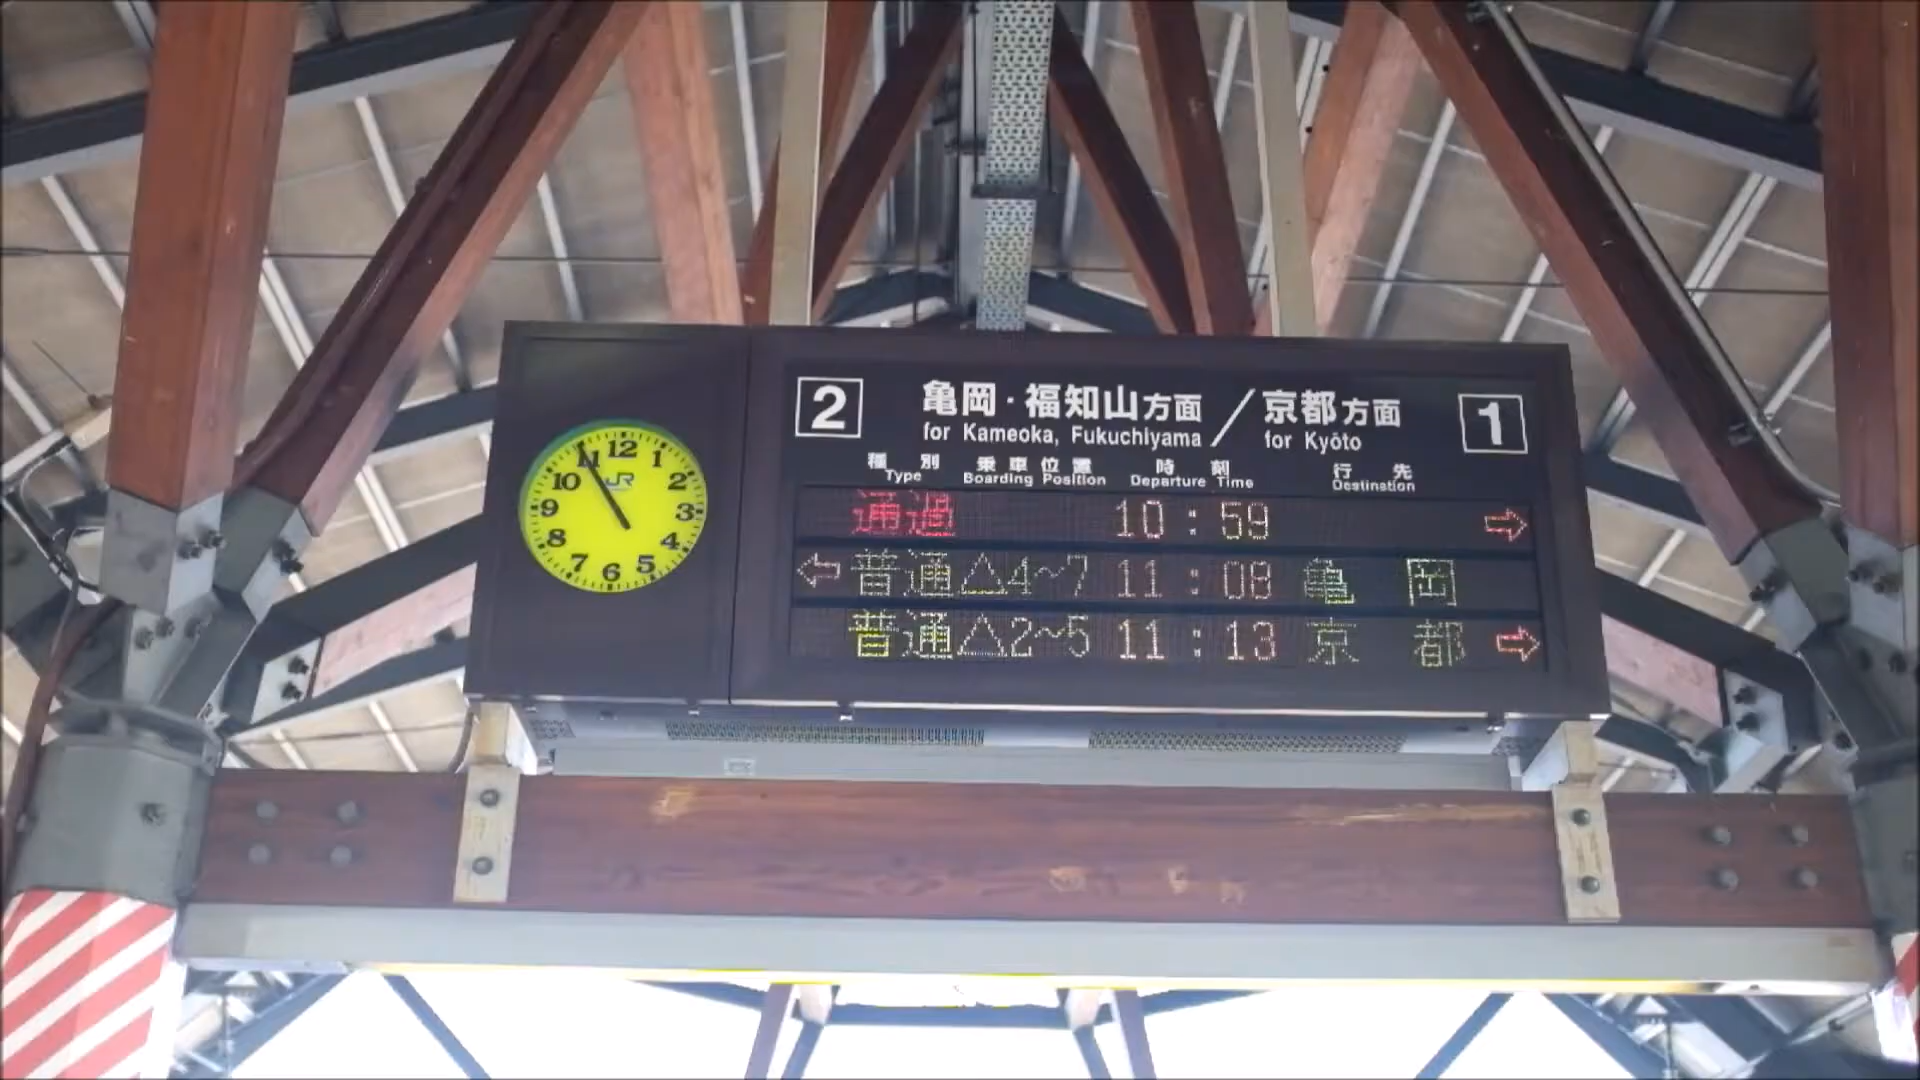 12
11 1
JR
10 2
9 3
8 4
7 6 5
2 亀岡・福知山方面/京都方面 1
for Kameoka, Fukuchiyama for Kyōto
種別 乗車位置 時刻 行先
Type Boarding Position Departure Time Destination
通過 10:59 ⇨
⇦ 普通 △4~7 11:08 亀岡
普通 △2~5 11:13 京都 ⇨